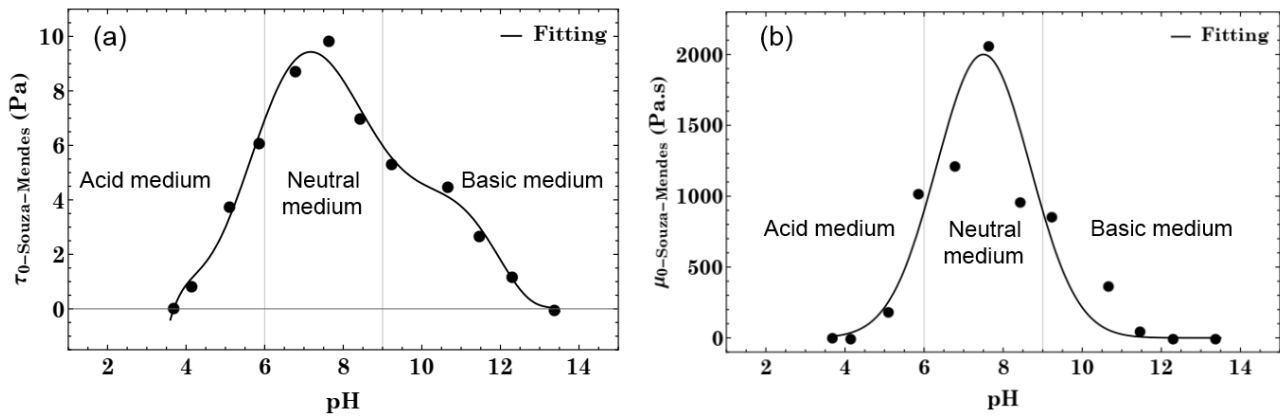 (a)
— Fitting
τ0−Souza−Mendes (Pa)
10
8
6
4
2
0
Acid medium
Neutral
medium
Basic medium
2 4 6 8 10 12 14
pH
(b)
— Fitting
μ0−Souza−Mendes (Pa.s)
2000
1500
1000
500
0
Acid medium
Neutral
medium
Basic medium
2 4 6 8 10 12 14
pH